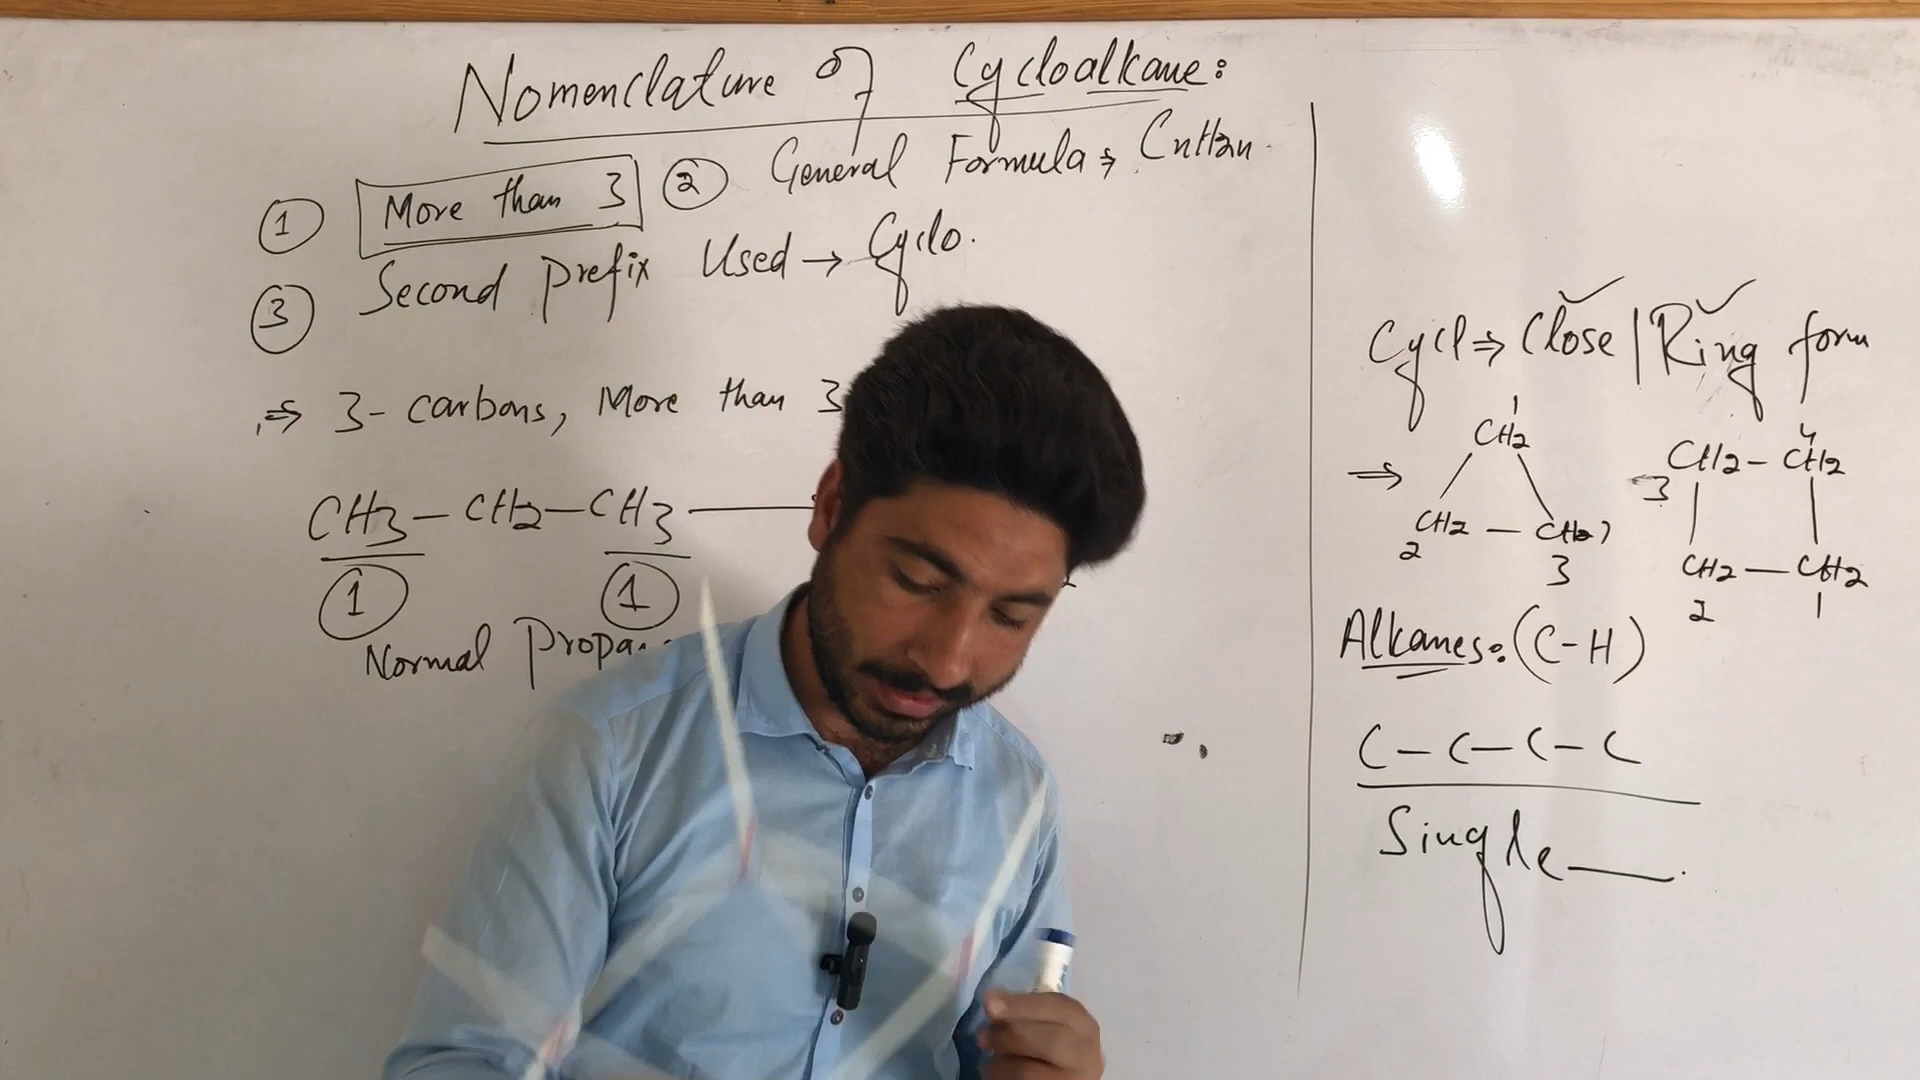 Nomenclature of Cycloalkane:
① More than 3 ② General Formula ⇒ CnH2n.
③ Second prefix Used → Cyclo.
⇒ 3- carbons, More than 3
CH3 — CH2 — CH3 —
① ①
Normal Propa
Cycl ⇒ Close | Ring form
1
⇒ CH2
CH2 — CH2
2 3
4
CH2 — CH2
3
CH2 — CH2
2 1
Alkanes: (C-H)
C — C — C — C
Single —.